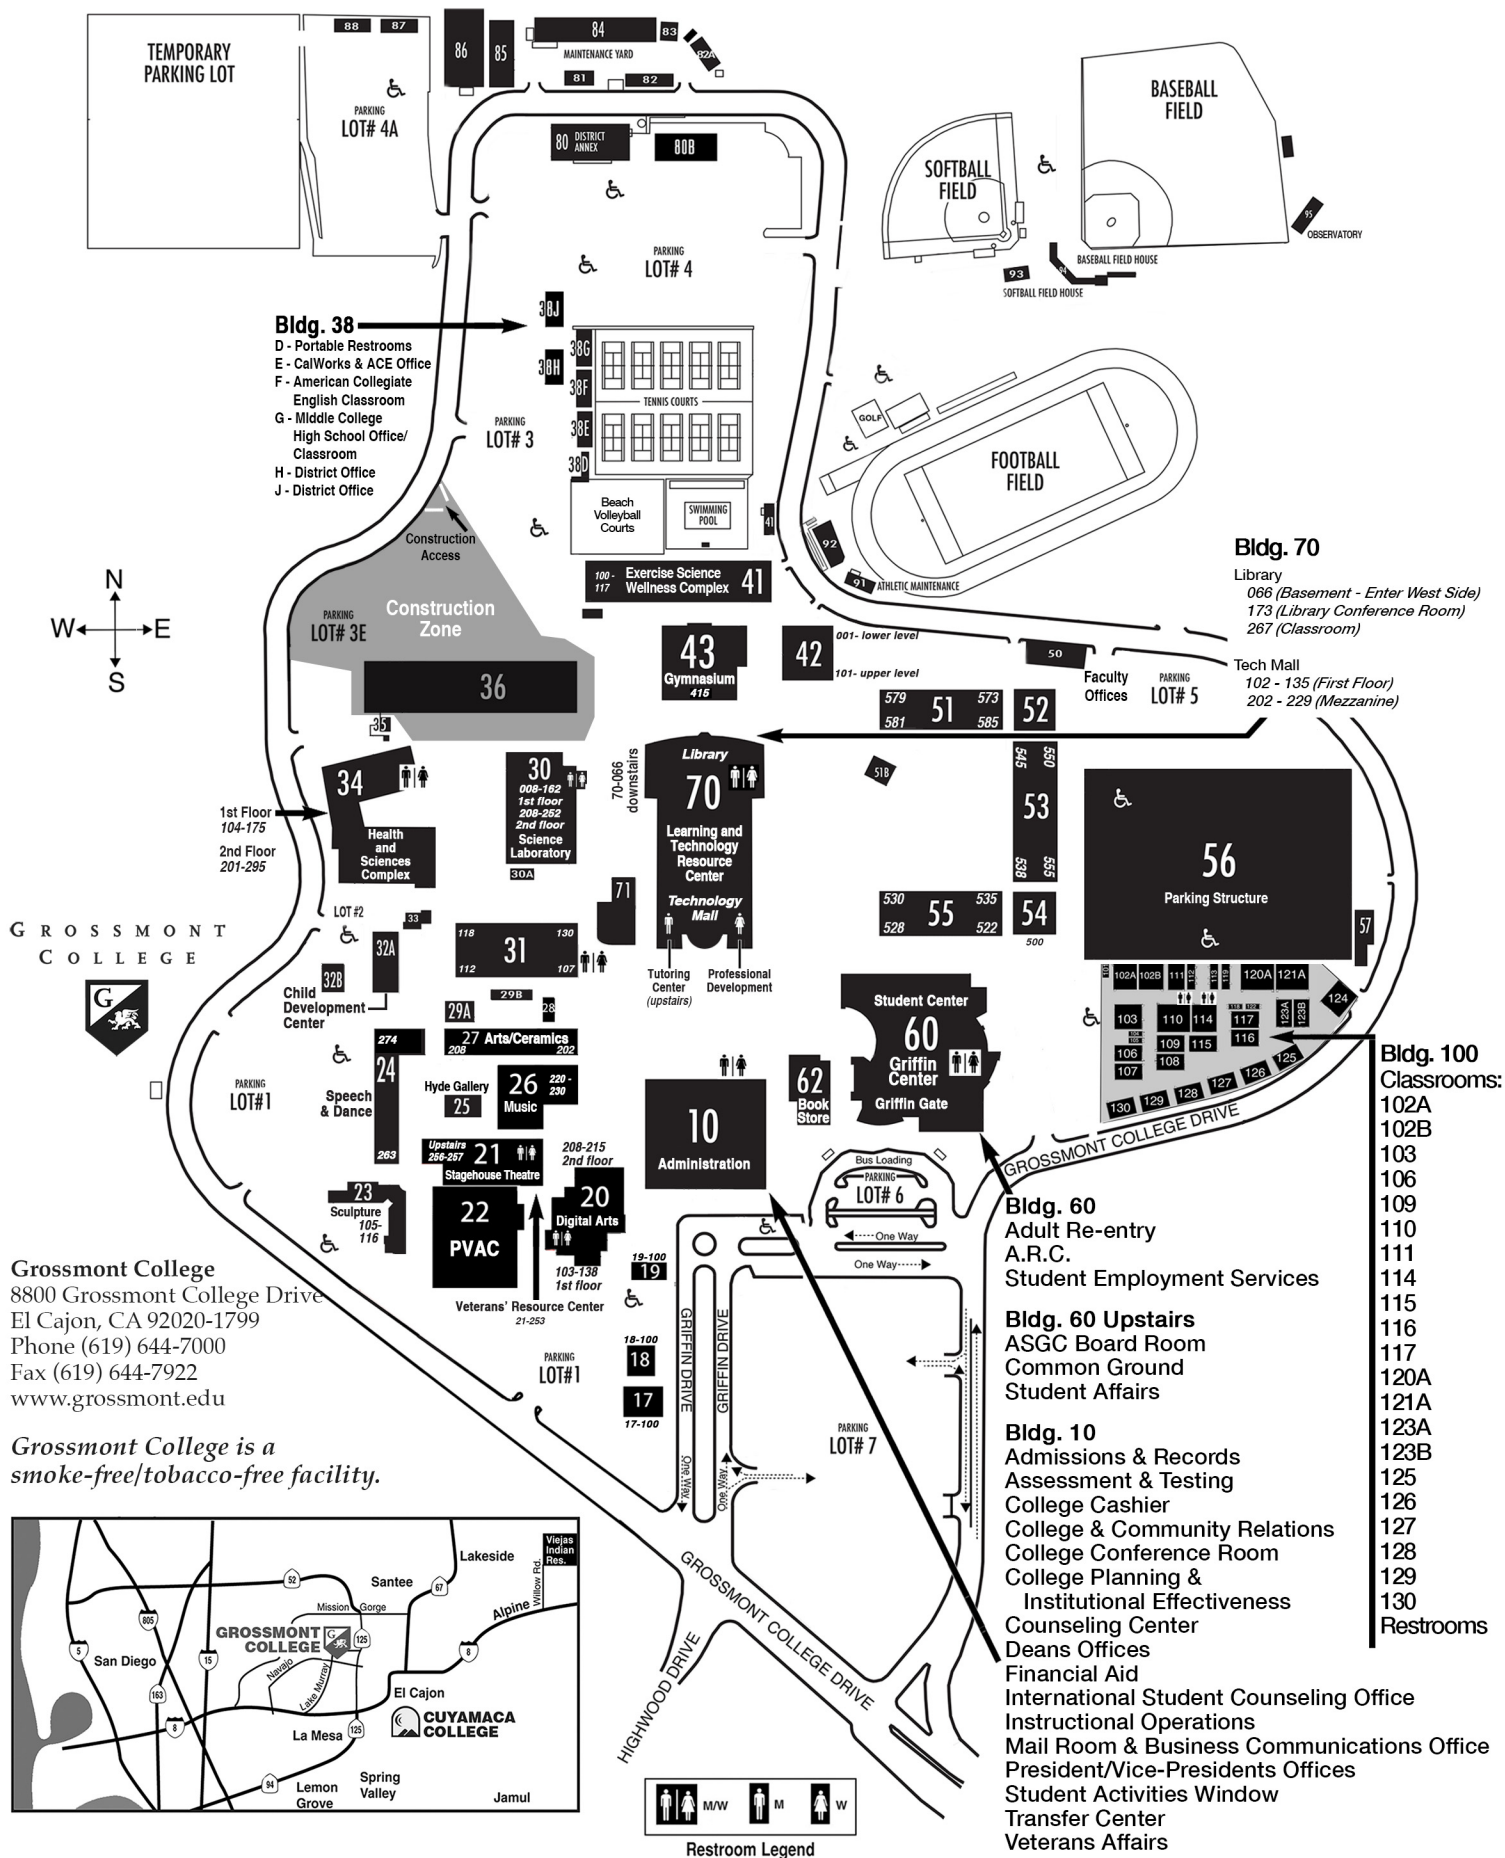 TEMPORARY
PARKING LOT
88
87
PARKING
LOT# 4A
86
85
84
83
82A
MAINTENANCE YARD
81
82
80 DISTRICT
ANNEX
80B
PARKING
LOT# 4
SOFTBALL
FIELD
BASEBALL
FIELD
95
OBSERVATORY
BASEBALL FIELD HOUSE
94
93
SOFTBALL FIELD HOUSE
Bldg. 38
D - Portable Restrooms
E - CalWorks & ACE Office
F - American Collegiate
English Classroom
G - MIddle College
High School Office/
Classroom
H - District Office
J - District Office
38J
38H
38G
38F
38E
38D
TENNIS COURTS
PARKING
LOT# 3
Beach
Volleyball
Courts
SWIMMING
POOL
41
GOLF
FOOTBALL
FIELD
92
91
ATHLETIC MAINTENANCE
Construction
Access
100 -
117
Exercise Science
Wellness Complex
41
PARKING
LOT# 3E
Construction
Zone
N
W
E
S
36
35
43
Gymnasium
415
42
001- lower level
101- upper level
50
Faculty
Offices
PARKING
LOT# 5
Bldg. 70
Library
066 (Basement - Enter West Side)
173 (Library Conference Room)
267 (Classroom)
Tech Mall
102 - 135 (First Floor)
202 - 229 (Mezzanine)
579
573
51
581
585
52
51B
545
550
53
538
555
530
535
55
528
522
54
500
56
Parking Structure
57
34
Health
and
Sciences
Complex
1st Floor
104-175
2nd Floor
201-295
30
008-162
1st floor
208-252
2nd floor
Science
Laboratory
30A
70-066
downstairs
Library
70
Learning and
Technology
Resource
Center
Technology
Mall
71
Tutoring
Center
(upstairs)
Professional
Development
GROSSMONT
COLLEGE
G
LOT #2
33
32A
32B
Child
Development
Center
118
130
31
112
107
29B
29A
28
27 Arts/Ceramics
208
202
274
24
263
Speech
& Dance
PARKING
LOT#1
Hyde Gallery
25
26
Music
220 -
230
Upstairs
256-257
21
Stagehouse Theatre
208-215
2nd floor
20
Digital Arts
103-138
1st floor
22
PVAC
23
Sculpture
105-
116
Veterans' Resource Center
21-253
10
Administration
62
Book
Store
Student Center
60
Griffin
Center
Griffin Gate
101
102A
102B
111
112
113
119
120A
121A
103
110
114
118
122
117
123A
123B
124
104
105
106
107
109
108
115
116
125
126
127
128
129
130
GROSSMONT COLLEGE DRIVE
Bus Loading
PARKING
LOT# 6
One Way
One Way
19-100
19
18-100
18
17
17-100
PARKING
LOT#1
GRIFFIN DRIVE
GRIFFIN DRIVE
One Way
One Way
PARKING
LOT# 7
GROSSMONT COLLEGE DRIVE
HIGHWOOD DRIVE
Bldg. 100
Classrooms:
102A
102B
103
106
109
110
111
114
115
116
117
120A
121A
123A
123B
125
126
127
128
129
130
Restrooms
Bldg. 60
Adult Re-entry
A.R.C.
Student Employment Services
Bldg. 60 Upstairs
ASGC Board Room
Common Ground
Student Affairs
Bldg. 10
Admissions & Records
Assessment & Testing
College Cashier
College & Community Relations
College Conference Room
College Planning &
Institutional Effectiveness
Counseling Center
Deans Offices
Financial Aid
International Student Counseling Office
Instructional Operations
Mail Room & Business Communications Office
President/Vice-Presidents Offices
Student Activities Window
Transfer Center
Veterans Affairs
Grossmont College
8800 Grossmont College Drive
El Cajon, CA 92020-1799
Phone (619) 644-7000
Fax (619) 644-7922
www.grossmont.edu
Grossmont College is a
smoke-free/tobacco-free facility.
Viejas
Indian
Res.
Lakeside
Santee
52
67
Willow Rd.
Alpine
Mission Gorge
805
GROSSMONT
COLLEGE
G
125
5
San Diego
15
8
Navajo
Lake Murray
163
El Cajon
8
CUYAMACA
COLLEGE
La Mesa
125
94
Lemon
Grove
Spring
Valley
Jamul
M/W
M
W
Restroom Legend